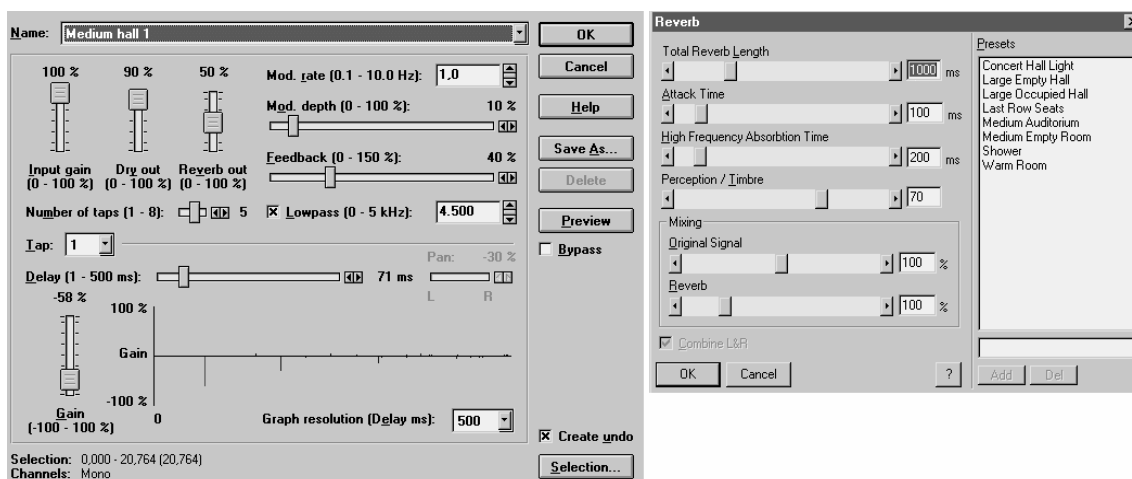 Name: Medium hall 1
OK
Cancel
Help
Save As...
Delete
Preview
Bypass
100 % 90 % 50 %
Input gain Dry out Reverb out
(0 - 100 %) (0 - 100 %) (0 - 100 %)
Mod. rate (0.1 - 10.0 Hz): 1,0
Mod. depth (0 - 100 %): 10 %
Feedback (0 - 150 %): 40 %
Number of taps (1 - 8): 5 Lowpass (0 - 5 kHz): 4.500
Tap: 1
Pan: -30 %
Delay (1 - 500 ms): 71 ms
L R
-58 %
100 %
Gain
-100 %
0
Gain
(-100 - 100 %)
Graph resolution (Delay ms): 500
Create undo
Selection: 0,000 - 20,764 (20,764)
Channels: Mono
Selection...
Reverb
Total Reverb Length
1000 ms
Attack Time
100 ms
High Frequency Absorbtion Time
200 ms
Perception / Timbre
70
Mixing
Original Signal
100 %
Reverb
100 %
Combine L&R
OK Cancel ?
Presets
Concert Hall Light
Large Empty Hall
Large Occupied Hall
Last Row Seats
Medium Auditorium
Medium Empty Room
Shower
Warm Room
Add Del